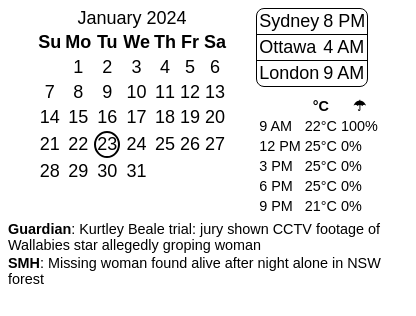 January 2024
Su Mo Tu We Th Fr Sa
1 2 3 4 5 6
7 8 9 10 11 12 13
14 15 16 17 18 19 20
21 22 23 24 25 26 27
28 29 30 31
Sydney 8 PM
Ottawa 4 AM
London 9 AM
°C ☂
9 AM 22°C 100%
12 PM 25°C 0%
3 PM 25°C 0%
6 PM 25°C 0%
9 PM 21°C 0%
Guardian: Kurtley Beale trial: jury shown CCTV footage of
Wallabies star allegedly groping woman
SMH: Missing woman found alive after night alone in NSW
forest